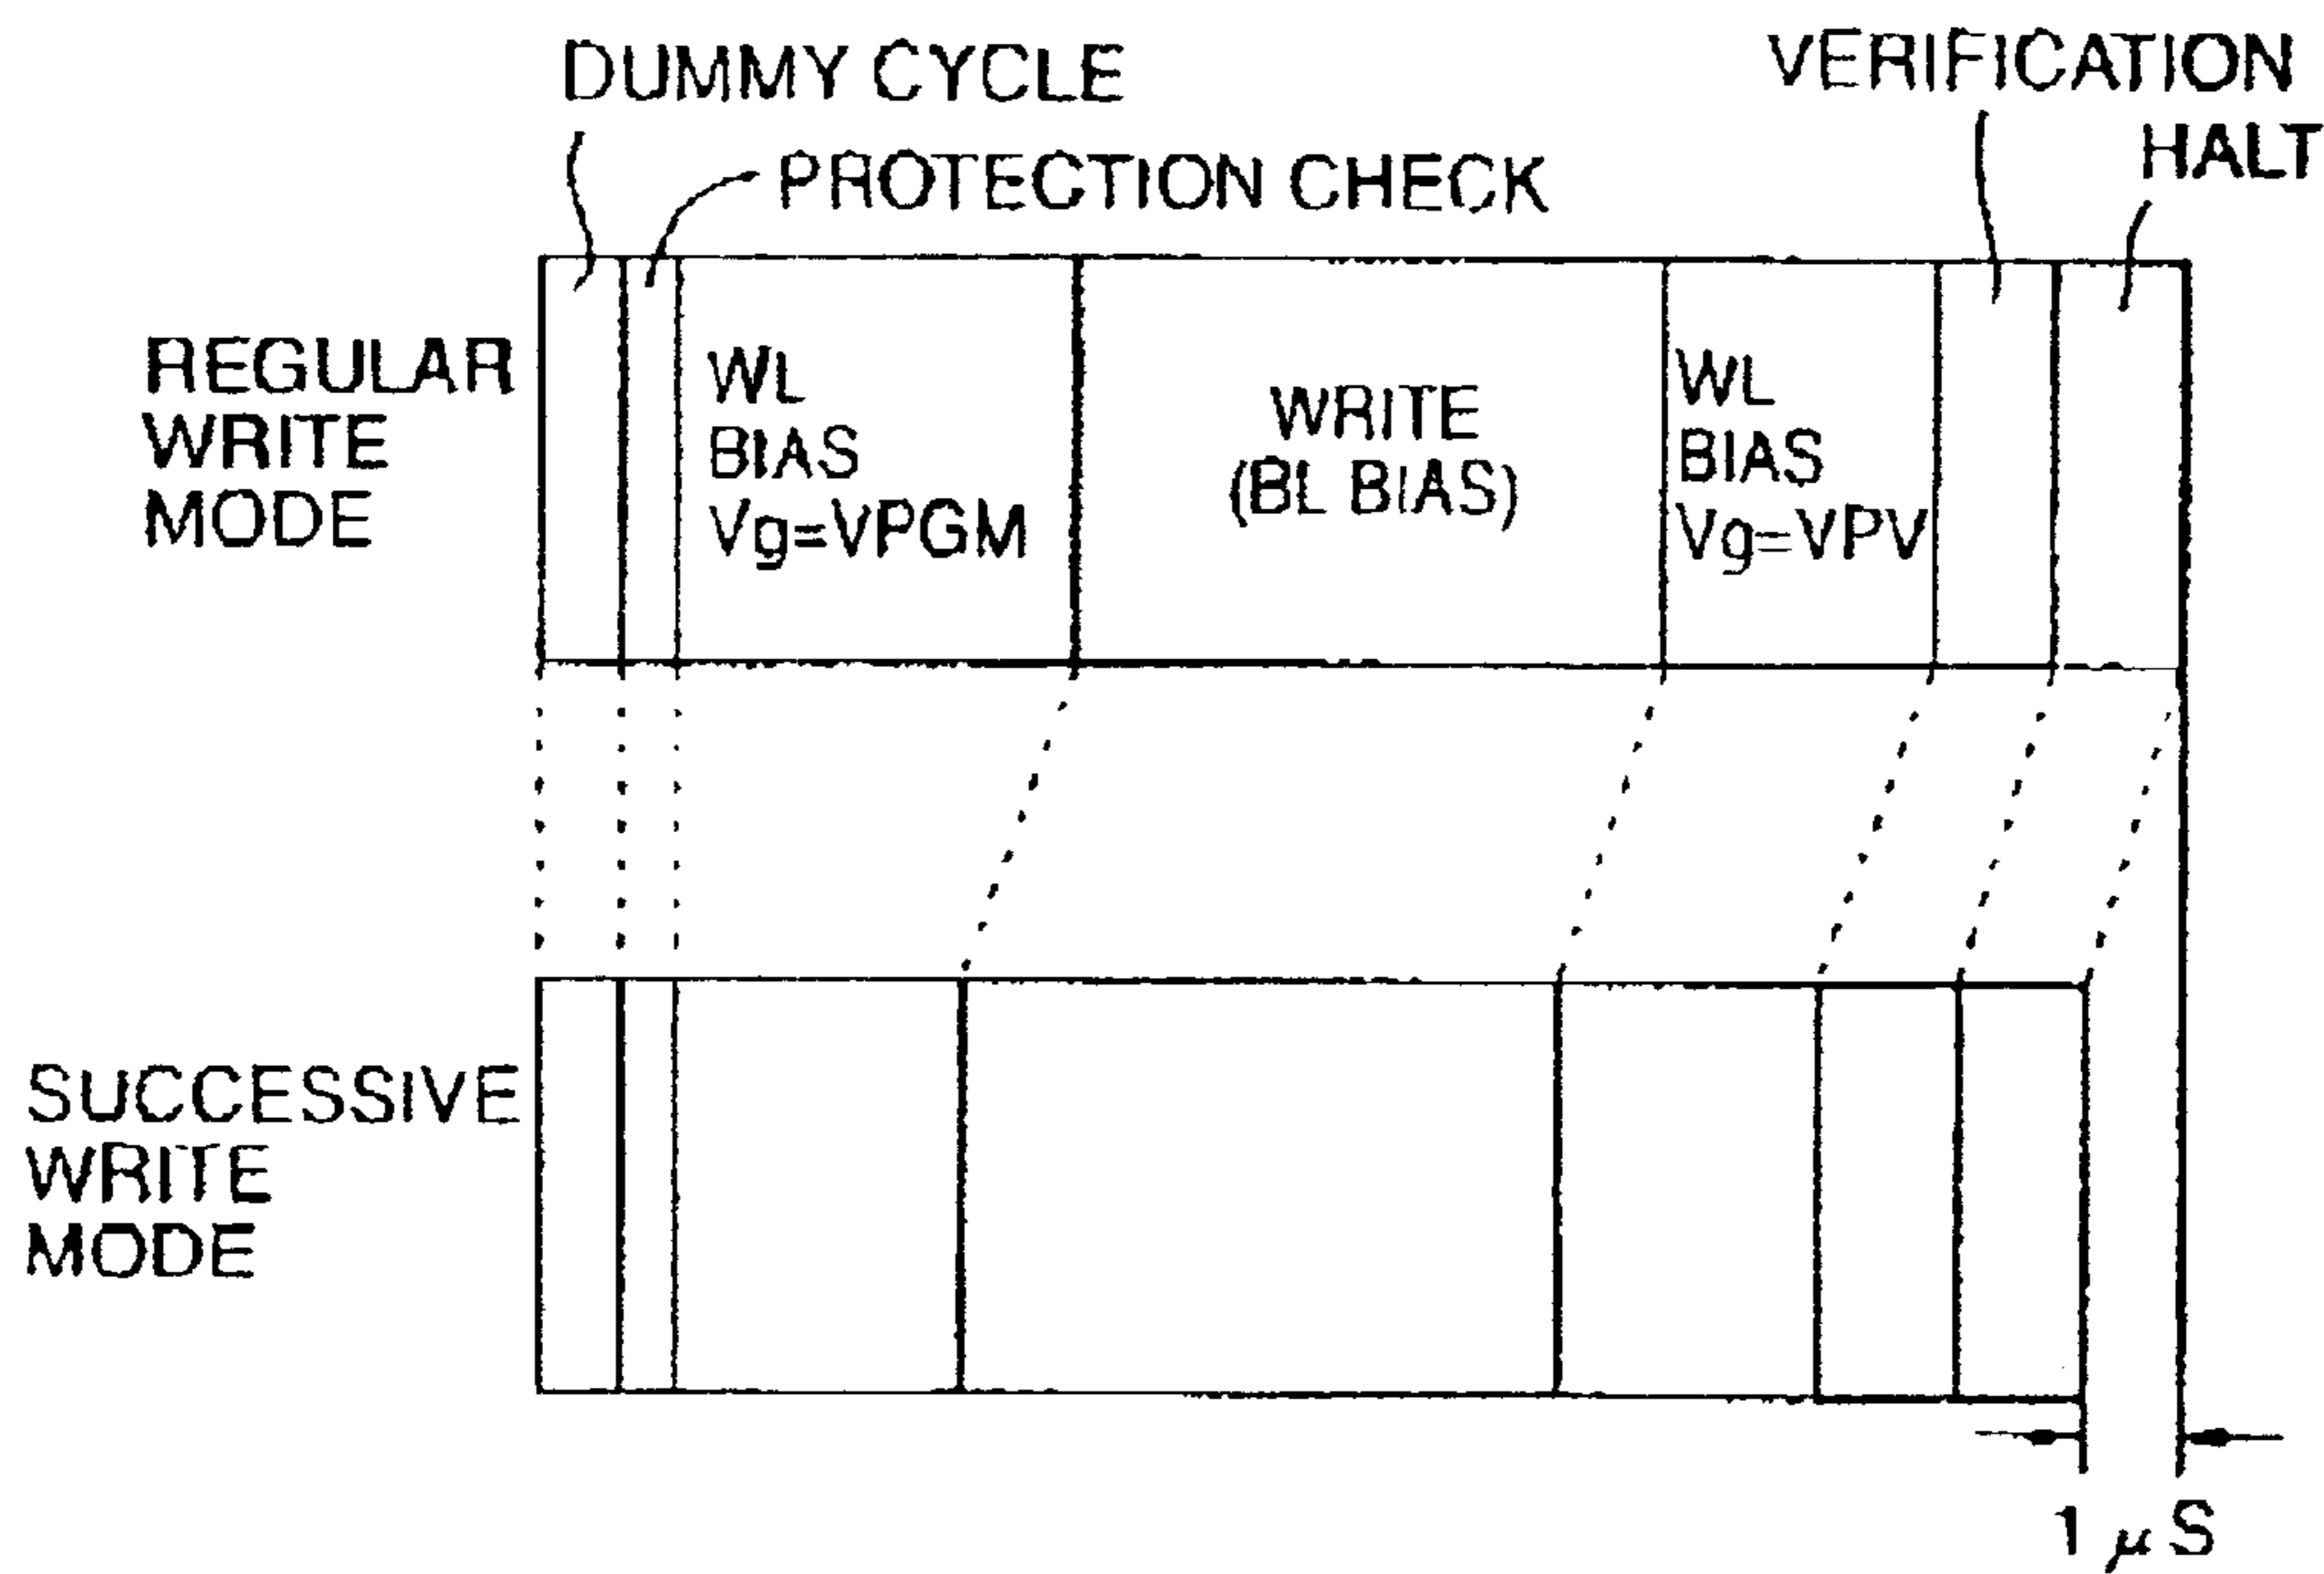 DUMMY CYCLE
VERIFICATION
HALT
PROTECTION CHECK
REGULAR
WRITE
MODE
WL
BIAS
Vg=VPGM
WRITE
(BL BIAS)
WL
BIAS
Vg=VPV
SUCCESSIVE
WRITE
MODE
1 μS